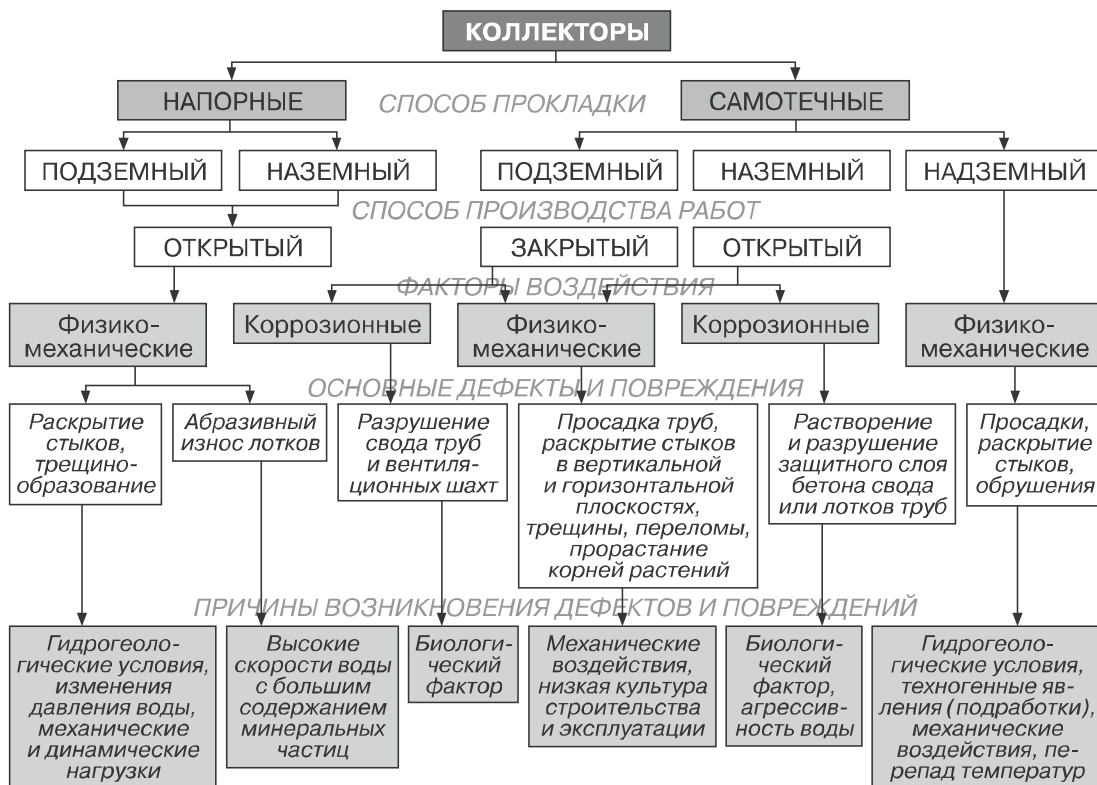 КОЛЛЕКТОРЫ
НАПОРНЫЕ
СПОСОБ ПРОКЛАДКИ
САМОТЕЧНЫЕ
ПОДЗЕМНЫЙ
НАЗЕМНЫЙ
ПОДЗЕМНЫЙ
НАЗЕМНЫЙ
НАДЗЕМНЫЙ
СПОСОБ ПРОИЗВОДСТВА РАБОТ
ОТКРЫТЫЙ
ЗАКРЫТЫЙ
ОТКРЫТЫЙ
ФАКТОРЫ ВОЗДЕЙСТВИЯ
Физико-
механические
Коррозионные
Физико-
механические
Коррозионные
Физико-
механические
ОСНОВНЫЕ ДЕФЕКТЫ И ПОВРЕЖДЕНИЯ
Раскрытие
стыков,
трещино-
образование
Абразивный
износ лотков
Разрушение
свода труб
и вентиля-
ционных шахт
Просадка труб,
раскрытие стыков
в вертикальной
и горизонтальной
плоскостях,
трещины, переломы,
прорастание
корней растений
Растворение
и разрушение
защитного слоя
бетона свода
или лотков труб
Просадки,
раскрытие
стыков,
обрушения
ПРИЧИНЫ ВОЗНИКНОВЕНИЯ ДЕФЕКТОВ И ПОВРЕЖДЕНИЙ
Гидрогеоло-
гические условия,
изменения
давления воды,
механические
и динамические
нагрузки
Высокие
скорости воды
с большим
содержанием
минеральных
частиц
Биологи-
ческий
фактор
Механические
воздействия,
низкая культура
строительства
и эксплуатации
Биологи-
ческий
фактор,
агрессив-
ность воды
Гидрогеоло-
гические условия,
техногенные яв-
ления (подработки),
механические
воздействия, пе-
репад температур